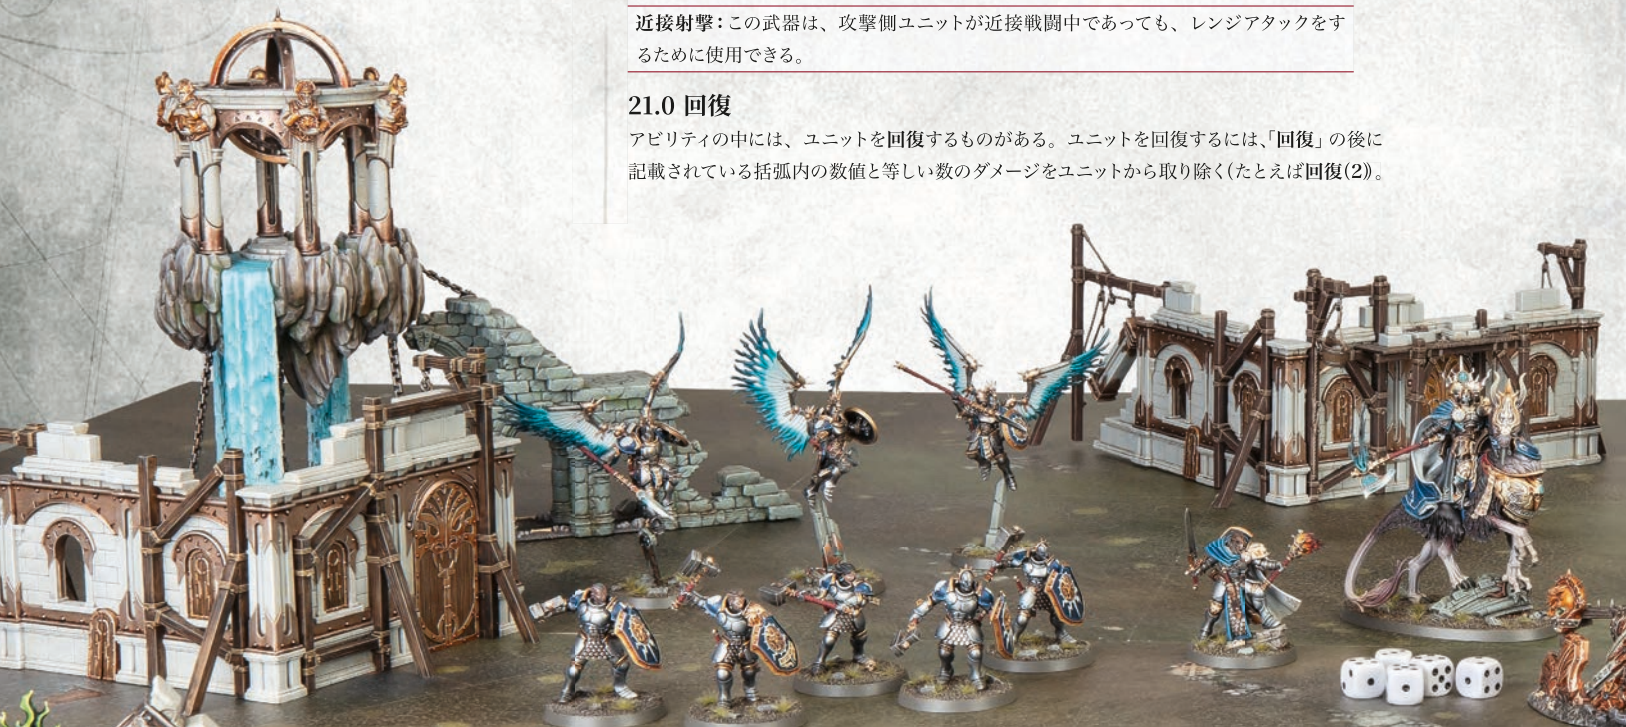 近接射撃：この武器は、攻撃側ユニットが近接戦闘中であっても、レンジアタックをす
るために使用できる。
21.0 回復
アビリティの中には、ユニットを回復するものがある。ユニットを回復するには、「回復」の後に
記載されている括弧内の数値と等しい数のダメージをユニットから取り除く(たとえば回復(2))。